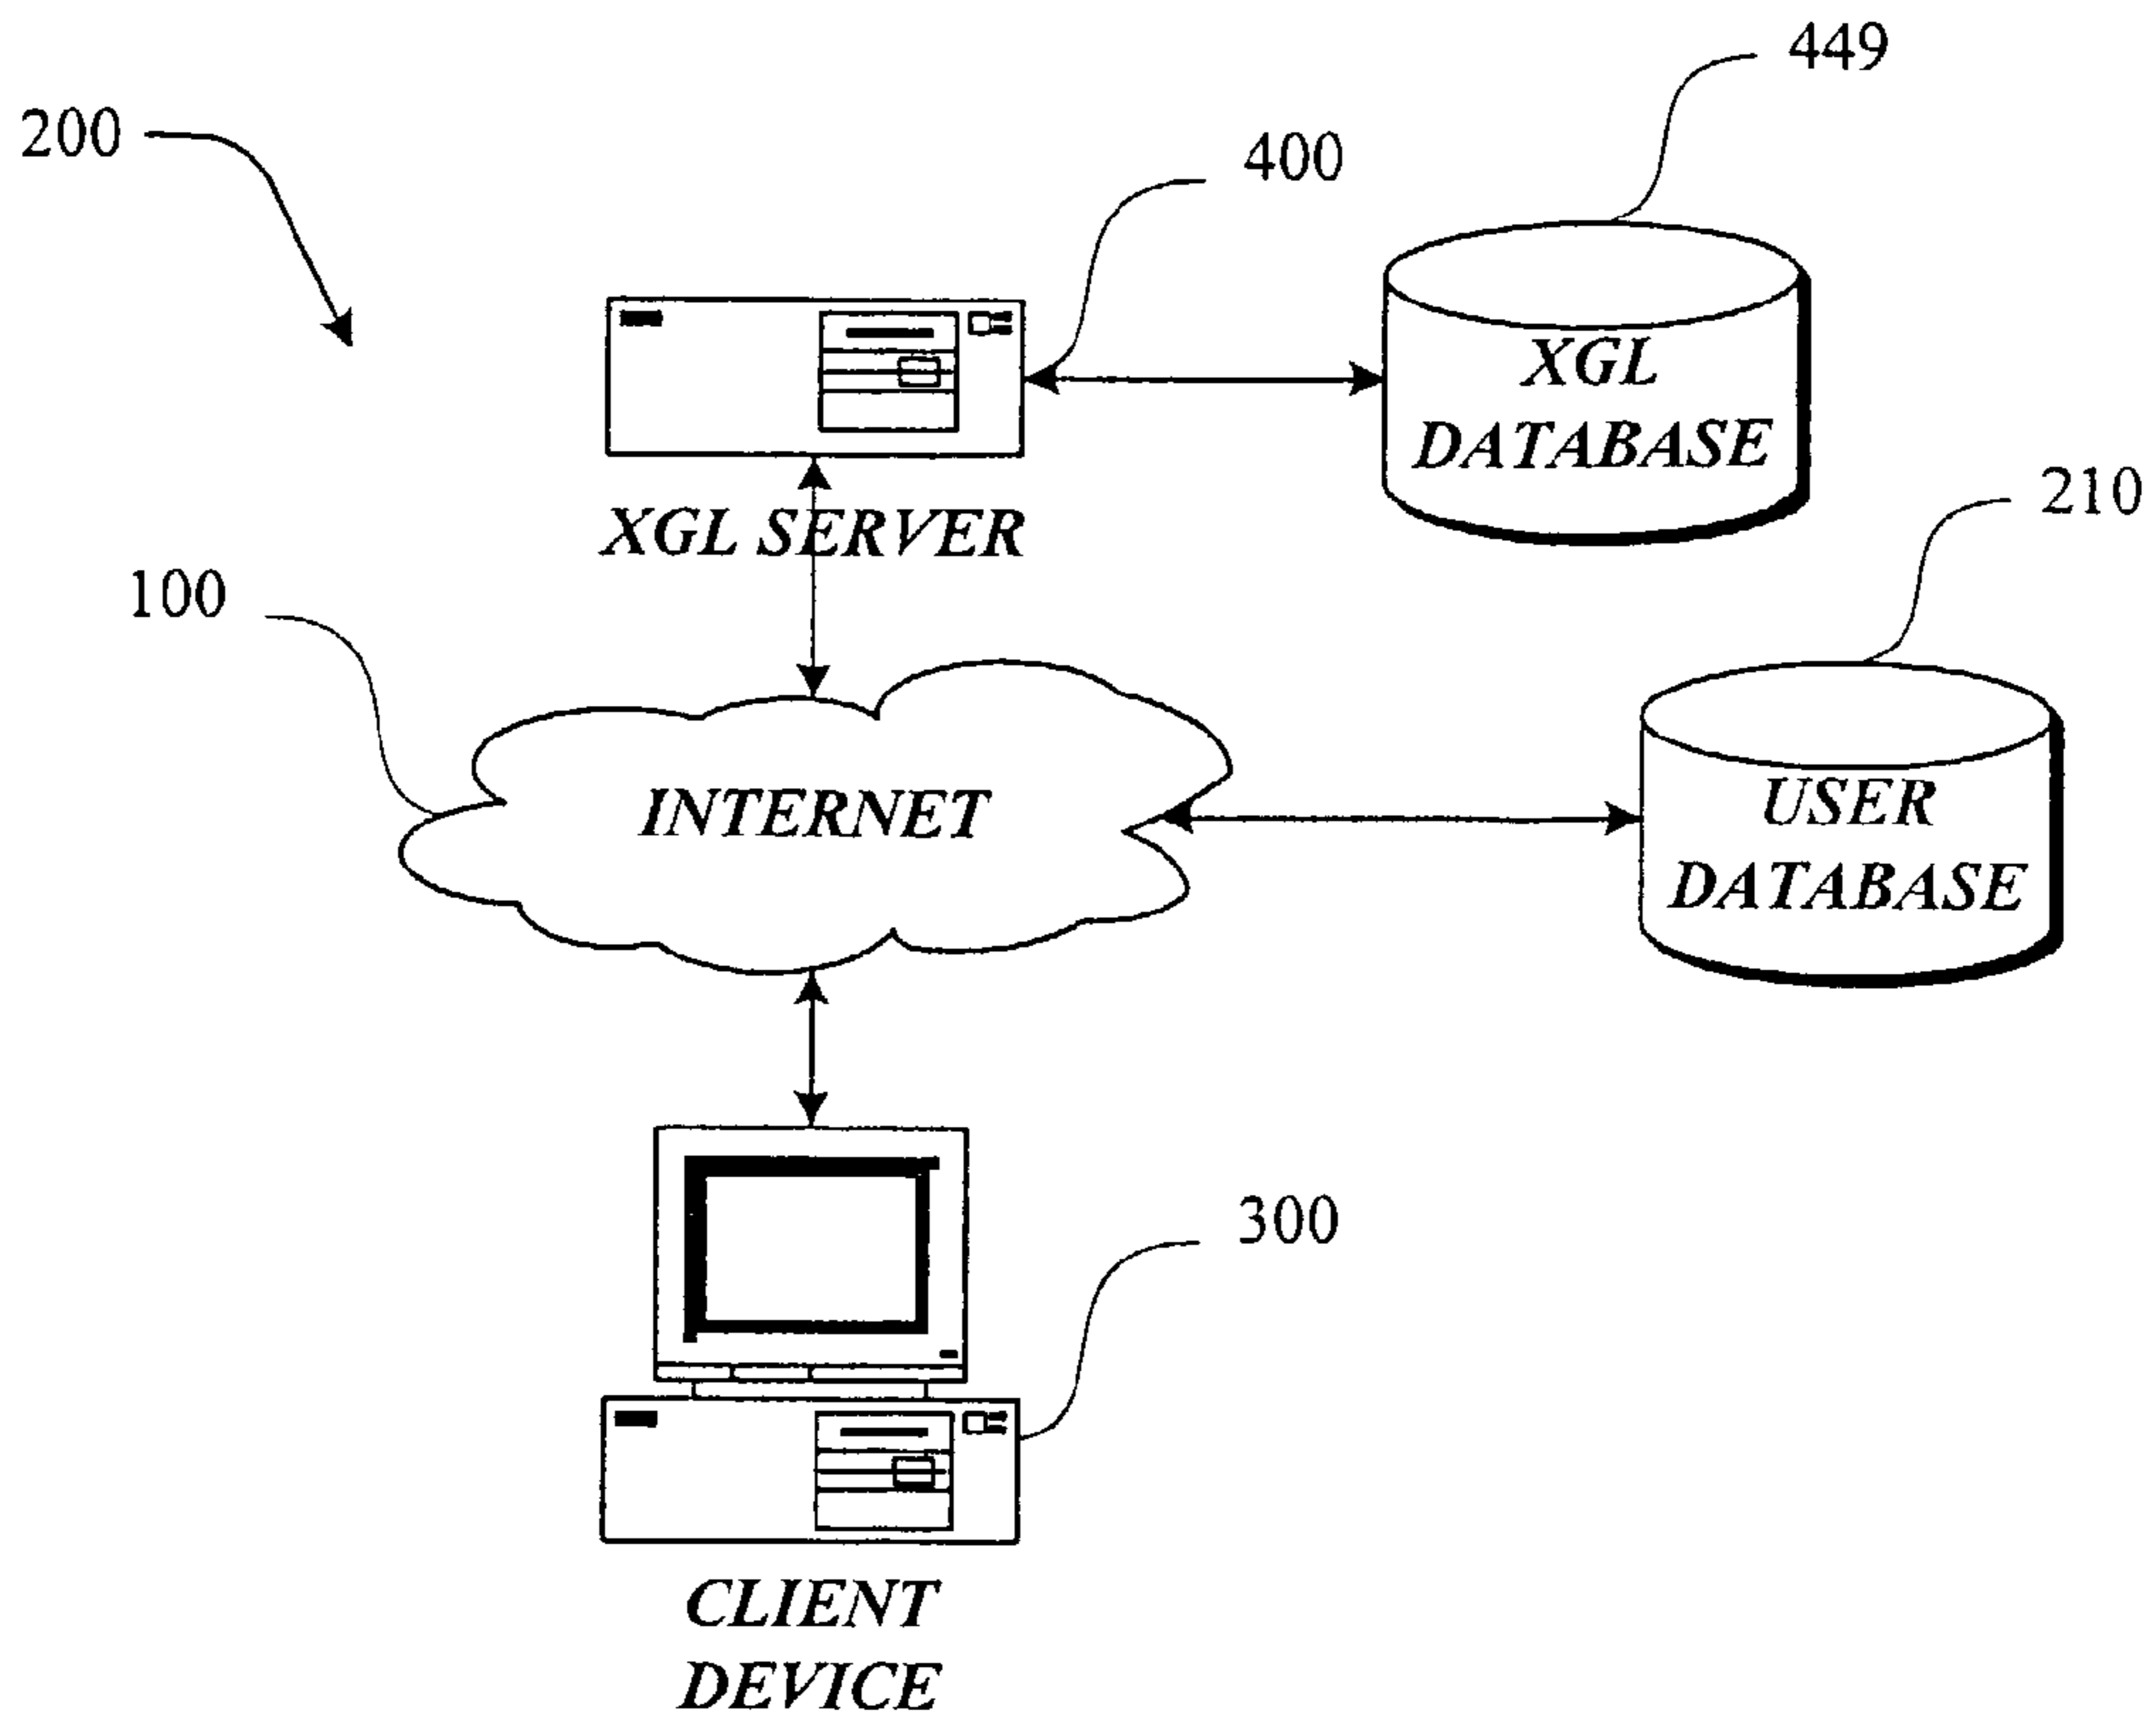 449
200
400
XGL
DATABASE
210
XGL SERVER
100
INTERNET
USER
DATABASE
300
CLIENT
DEVICE